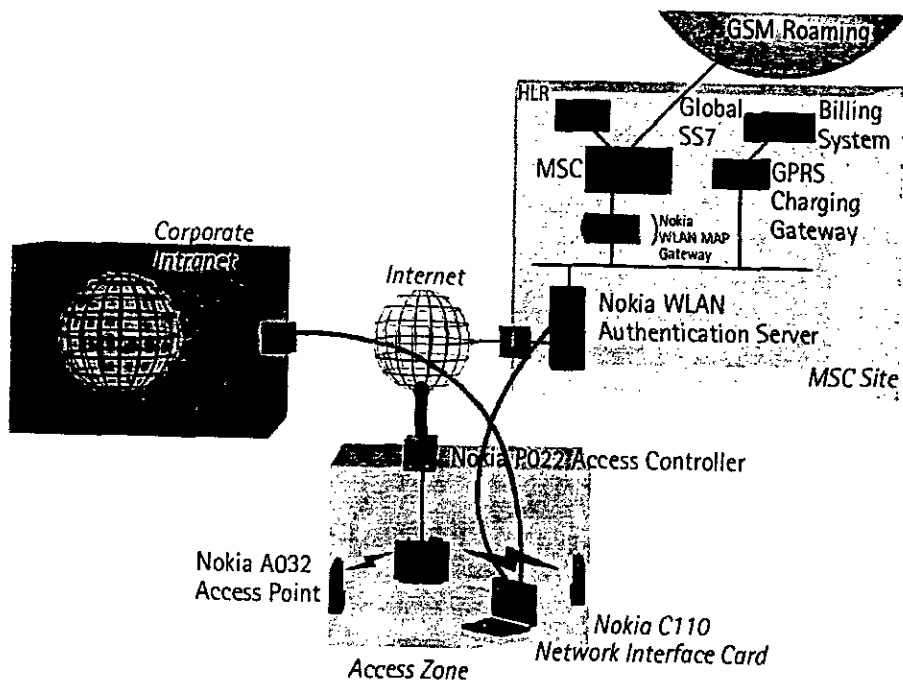 GSM Roaming
HLR
Global
SS7
Billing
System
MSC
GPRS
Charging
Gateway
Nokia
WLAN MAP
Gateway
Corporate
Intranet
Internet
Nokia WLAN
Authentication Server
MSC Site
Nokia P022 Access Controller
Nokia A032
Access Point
Nokia C110
Network Interface Card
Access Zone